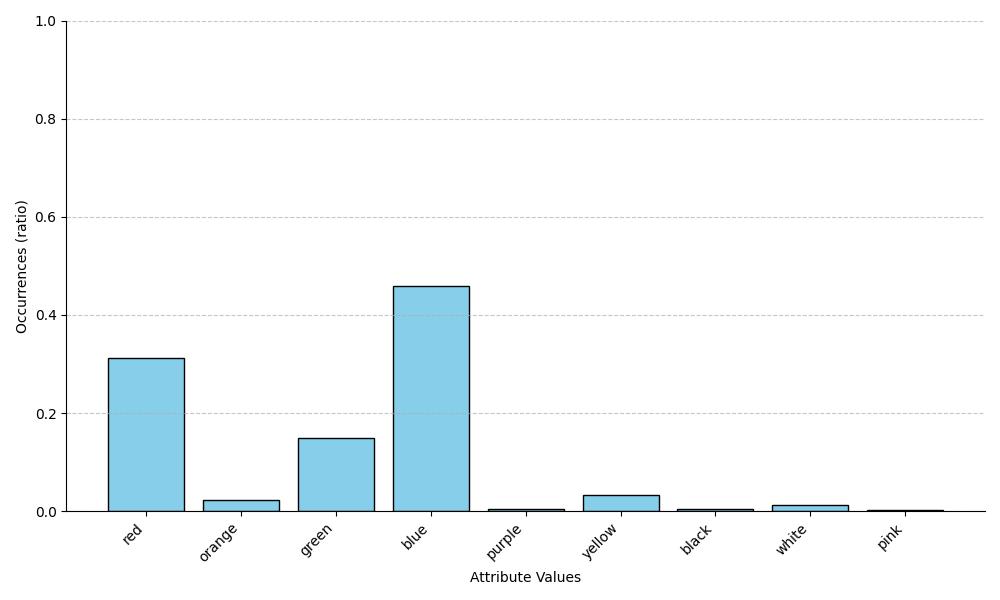 1.0
0.8
0.6
0.4
0.2
0.0
Occurrences (ratio)
red
orange
green
blue
purple
yellow
black
white
pink
Attribute Values